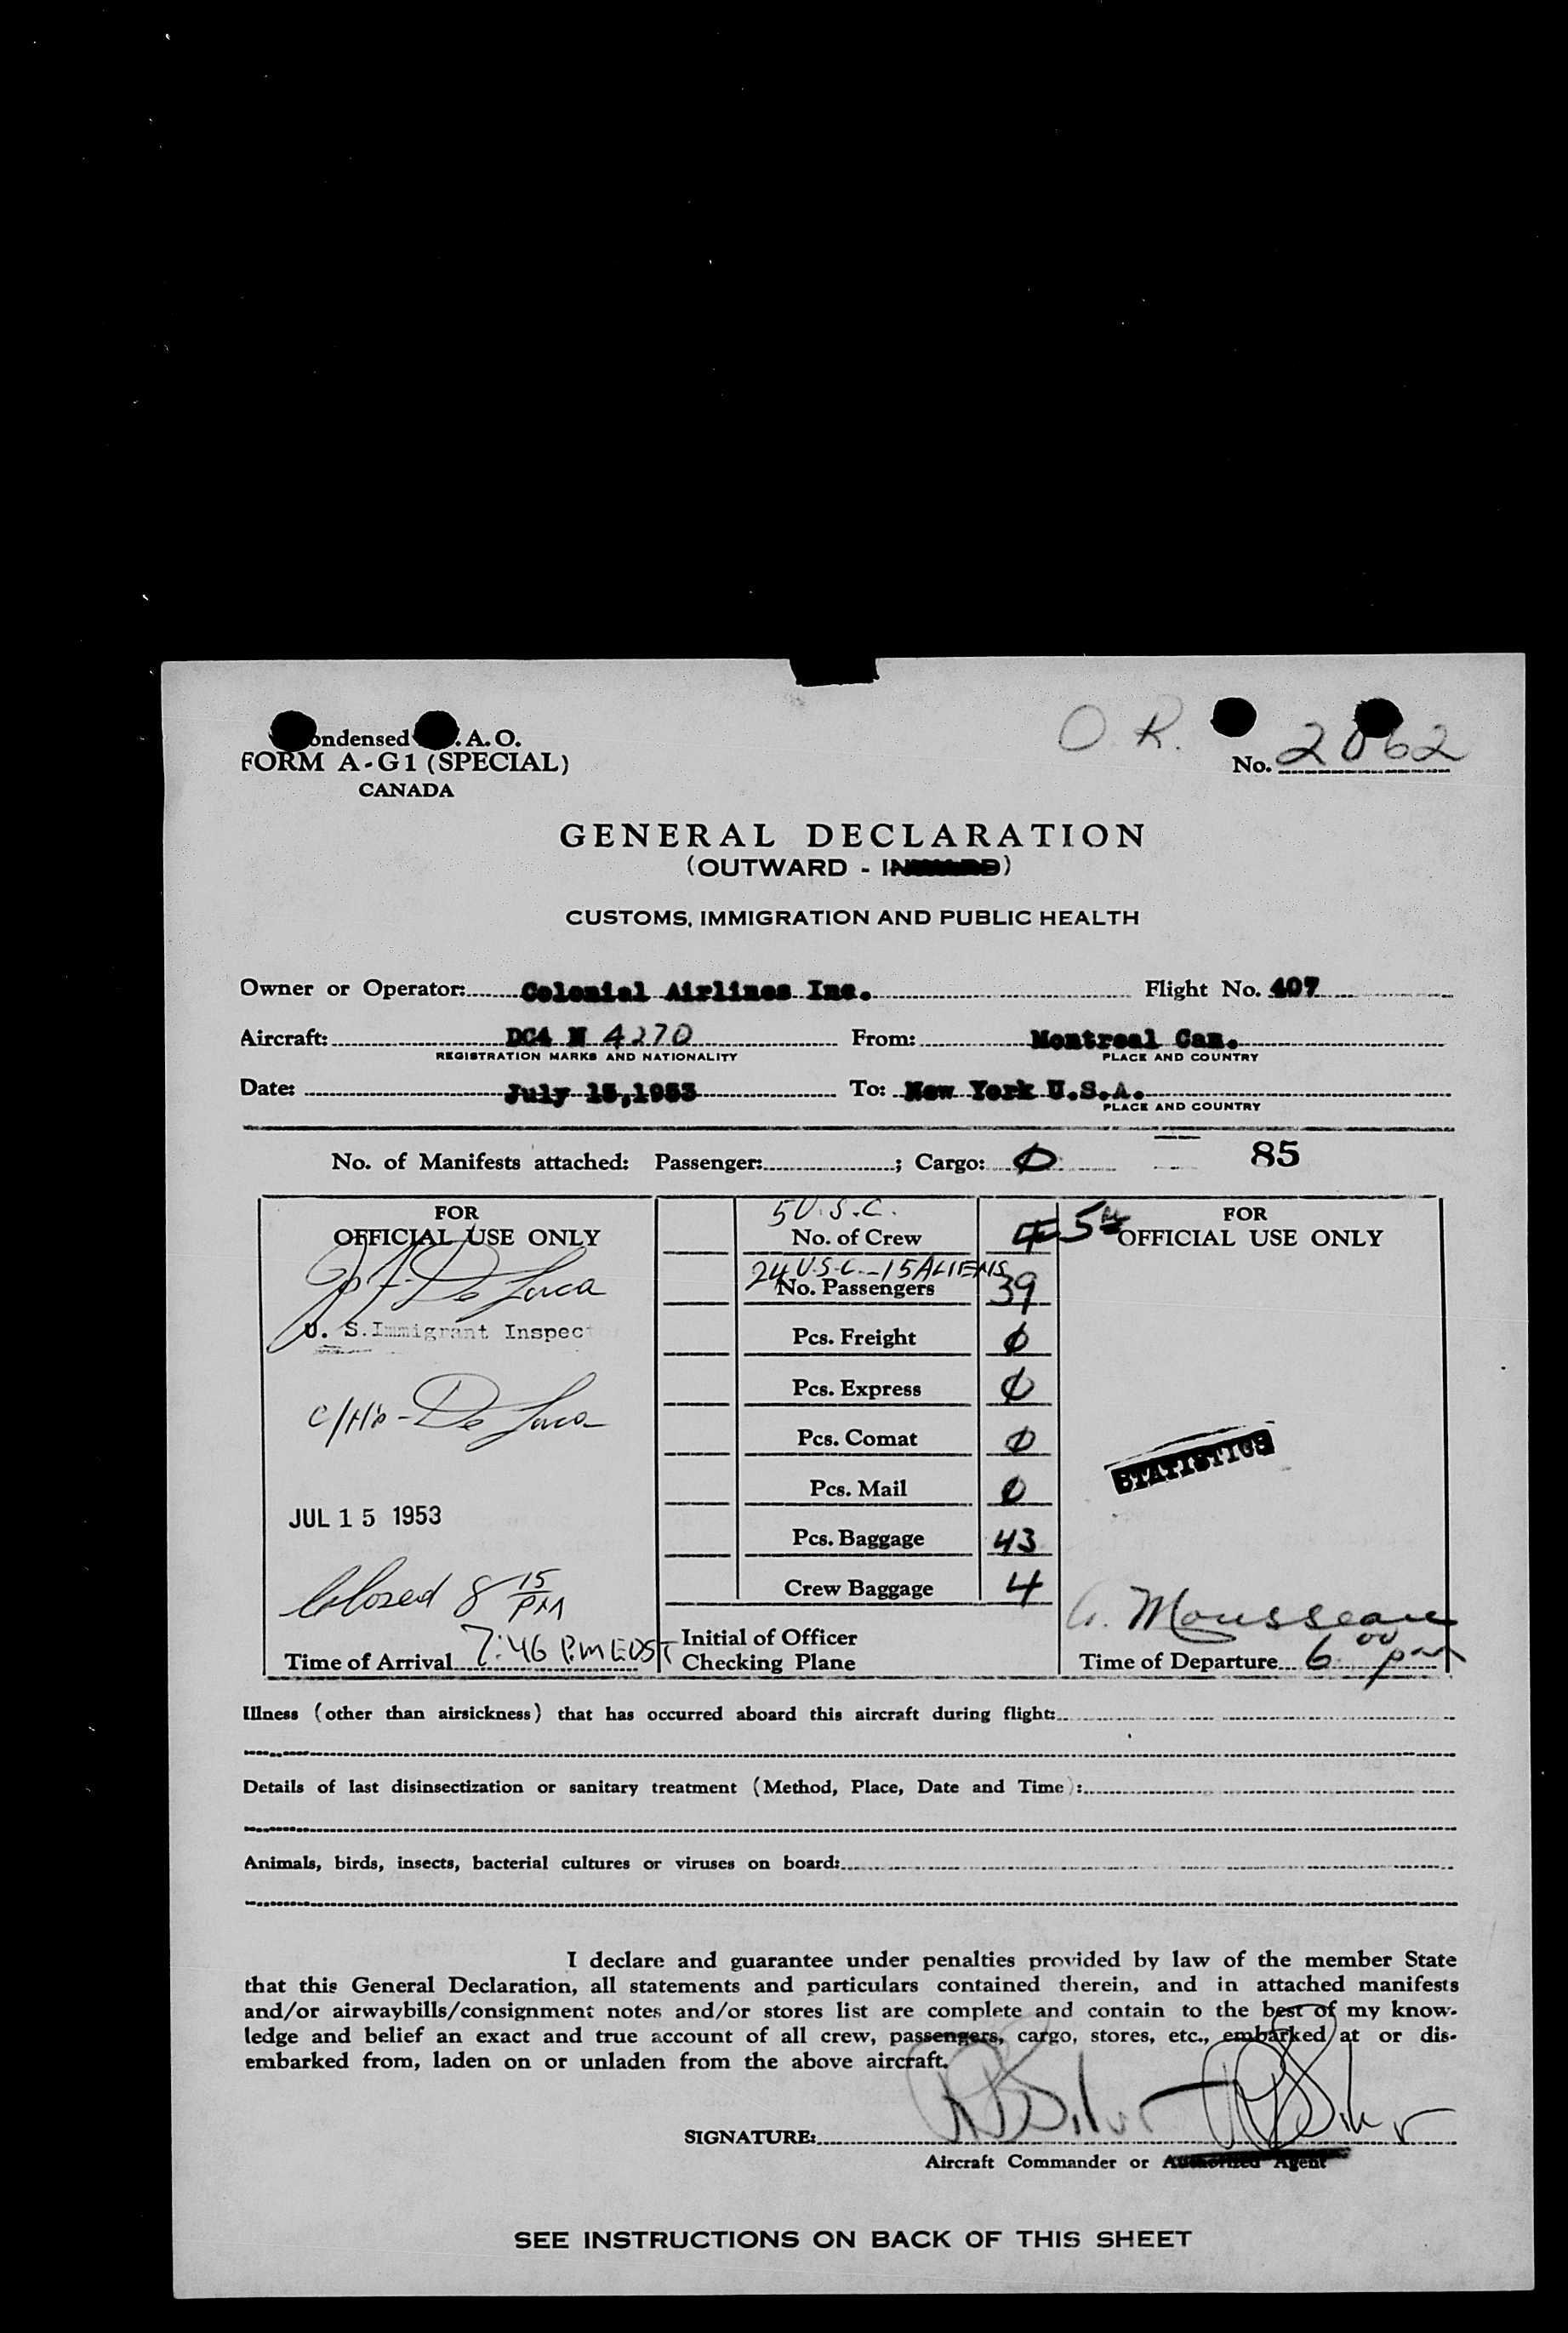 ondensed .A.O.
O.K.
FORM A-G1 (SPECIAL)
No. 2062
CANADA
GENERAL DECLARATION
(OUTWARD - INWARD)
CUSTOMS, IMMIGRATION AND PUBLIC HEALTH
Owner or Operator: Colonial Airlines Inc. Flight No. 407
Aircraft: DC4 N 4270 From: Montreal Can.
REGISTRATION MARKS AND NATIONALITY PLACE AND COUNTRY
Date: July 15,1953 To: New York U.S.A.
PLACE AND COUNTRY
No. of Manifests attached: Passenger: ; Cargo: 0 85
FOR
OFFICIAL USE ONLY
De Luca
U. S. Immigrant Inspec
De Luca
JUL 15 1953
Closed 8 15 PM
Time of Arrival 7:46 P.M EDST
5 U.S.C.
No. of Crew 4 5
24 U.S.C. - 15 ALIENS
No. Passengers 39
Pcs. Freight 0
Pcs. Express 0
Pcs. Comat 0
Pcs. Mail 0
Pcs. Baggage 43
Crew Baggage 4
Initial of Officer
Checking Plane
FOR
OFFICIAL USE ONLY
STATISTICS
Mousseau
Time of Departure 6 00 pm
Illness (other than airsickness) that has occurred aboard this aircraft during flight:
Details of last disinsectization or sanitary treatment (Method, Place, Date and Time):
Animals, birds, insects, bacterial cultures or viruses on board:
I declare and guarantee under penalties provided by law of the member State
that this General Declaration, all statements and particulars contained therein, and in attached manifests
and/or airwaybills/consignment notes and/or stores list are complete and contain to the best of my know-
ledge and belief an exact and true account of all crew, passengers, cargo, stores, etc., embarked at or dis-
embarked from, laden on or unladen from the above aircraft.
SIGNATURE:
Aircraft Commander or Authorized Agent
SEE INSTRUCTIONS ON BACK OF THIS SHEET